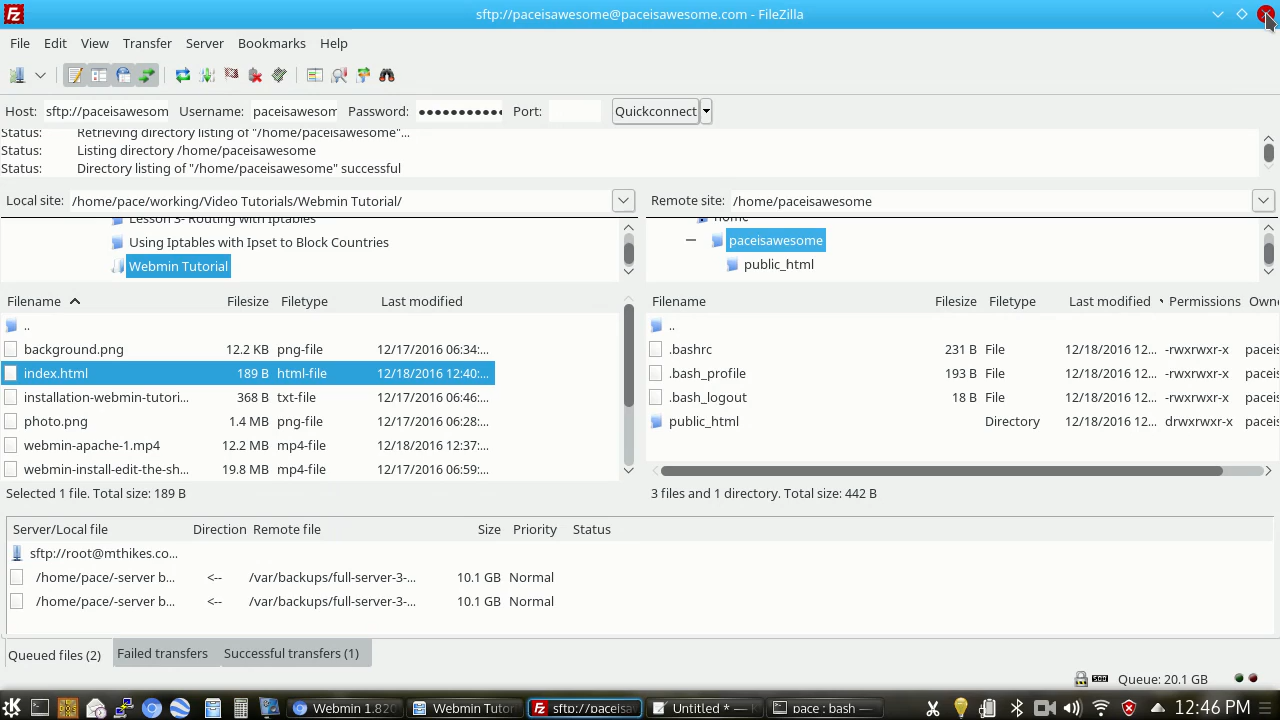 sftp://paceisawesome@paceisawesome.com - FileZilla
File Edit View Transfer Server Bookmarks Help
Host: sftp://paceisawesom Username: paceisawesom Password: ●●●●●●●●●●● Port: Quickconnect
Status: Retrieving directory listing of "/home/paceisawesome"...
Status: Listing directory /home/paceisawesome
Status: Directory listing of "/home/paceisawesome" successful
Local site: /home/pace/working/Video Tutorials/Webmin Tutorial/
Lesson 3- Routing with Iptables
Using Iptables with Ipset to Block Countries
Webmin Tutorial
Remote site: /home/paceisawesome
home
paceisawesome
public_html
Filename Filesize Filetype Last modified
..
background.png 12.2 KB png-file 12/17/2016 06:34:...
index.html 189 B html-file 12/18/2016 12:40:...
installation-webmin-tutori... 368 B txt-file 12/17/2016 06:46:...
photo.png 1.4 MB png-file 12/17/2016 06:28:...
webmin-apache-1.mp4 12.2 MB mp4-file 12/18/2016 12:37:...
webmin-install-edit-the-sh... 19.8 MB mp4-file 12/17/2016 06:59:...
Selected 1 file. Total size: 189 B
Filename Filesize Filetype Last modified Permissions Owne
..
.bashrc 231 B File 12/18/2016 12... -rwxrwxr-x paceis
.bash_profile 193 B File 12/18/2016 12... -rwxrwxr-x paceis
.bash_logout 18 B File 12/18/2016 12... -rwxrwxr-x paceis
public_html Directory 12/18/2016 12... drwxrwxr-x paceis
3 files and 1 directory. Total size: 442 B
Server/Local file Direction Remote file Size Priority Status
sftp://root@mthikes.co...
/home/pace/-server b... <-- /var/backups/full-server-3-... 10.1 GB Normal
/home/pace/-server b... <-- /var/backups/full-server-3-... 10.1 GB Normal
Queued files (2) Failed transfers Successful transfers (1)
Queue: 20.1 GB
Webmin 1.820 Webmin Tutor sftp://paceisa Untitled * — pace : bash — 12:46 PM